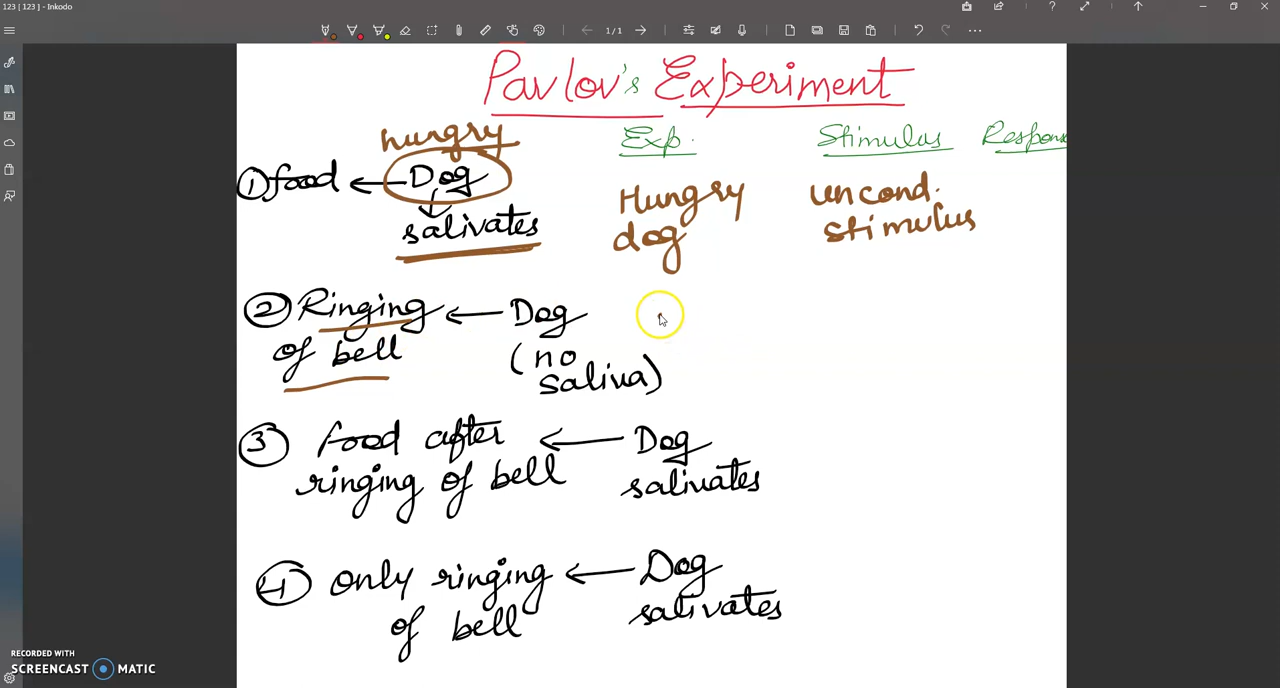 123 [ 123 ] - Inkodo
1/1
Pavlov's Experiment
hungry
① food ← Dog
salivates
Exp. Stimulus Respons
Hungry uncond.
dog stimulus
② Ringing ← Dog
of bell (no
saliva)
③ food after ← Dog
ringing of bell salivates
④ only ringing ← Dog
of bell salivates
RECORDED WITH
SCREENCAST MATIC